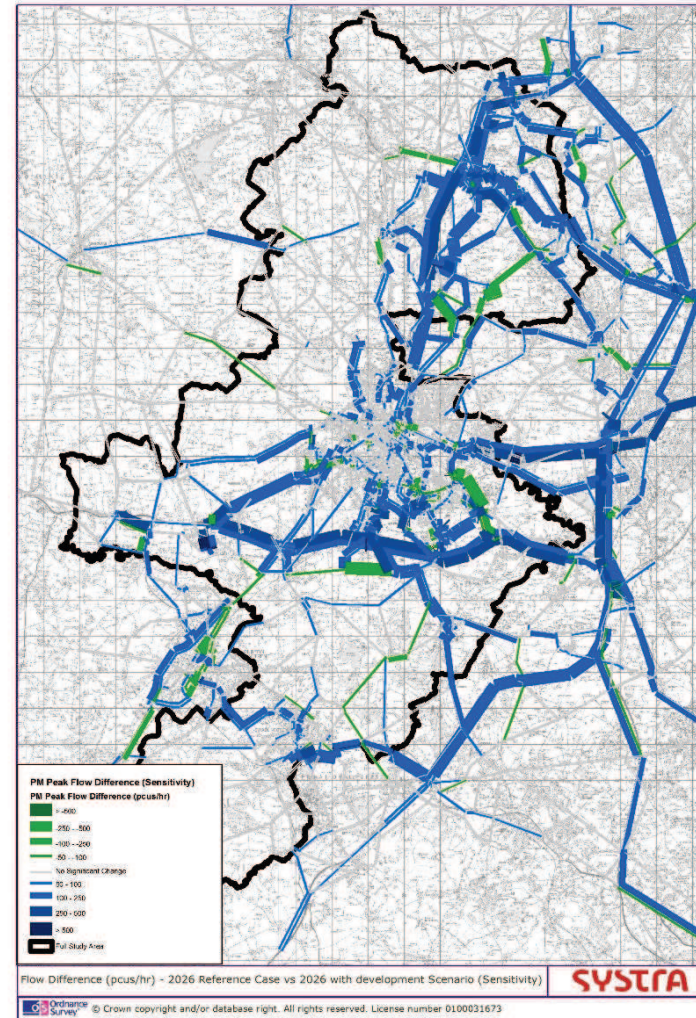 PM Peak Flow Difference (Sensitivity)
PM Peak Flow Difference (pcus/hr)
> -500
-250 - -500
-100 - -250
-50 - -100
No Significant Change
50 - 100
100 - 250
250 - 500
> 500
Full Study Area
Flow Difference (pcus/hr) - 2026 Reference Case vs 2026 with development Scenario (Sensitivity)
SYSTRA
OS Ordnance Survey © Crown copyright and/or database right. All rights reserved. License number 0100031673